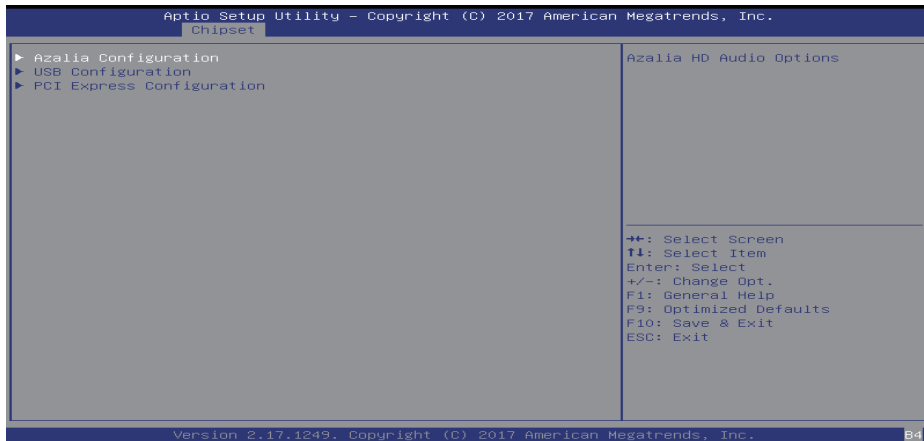 Aptio Setup Utility – Copyright (C) 2017 American Megatrends, Inc.
Chipset
► Azalia Configuration
► USB Configuration
► PCI Express Configuration
Azalia HD Audio Options
→←: Select Screen
↑↓: Select Item
Enter: Select
+/-: Change Opt.
F1: General Help
F9: Optimized Defaults
F10: Save & Exit
ESC: Exit
Version 2.17.1249. Copyright (C) 2017 American Megatrends, Inc.
B4